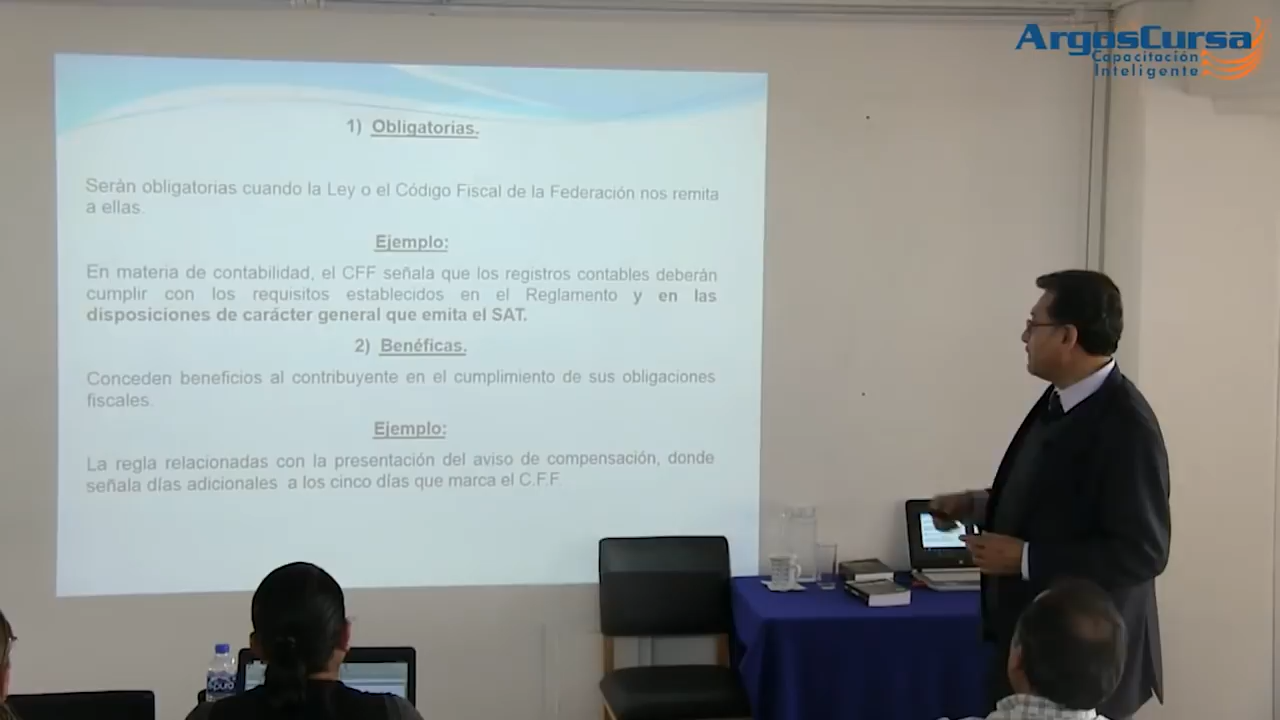 ArgosCursa
Capacitación
Inteligente
1) Obligatorias.
Serán obligatorias cuando la Ley o el Código Fiscal de la Federación nos remita
a ellas.
Ejemplo:
En materia de contabilidad, el CFF señala que los registros contables deberán
cumplir con los requisitos establecidos en el Reglamento y en las
disposiciones de carácter general que emita el SAT.
2) Benéficas.
Conceden beneficios al contribuyente en el cumplimiento de sus obligaciones
fiscales.
Ejemplo:
La regla relacionadas con la presentación del aviso de compensación, donde
señala días adicionales a los cinco días que marca el C.F.F.